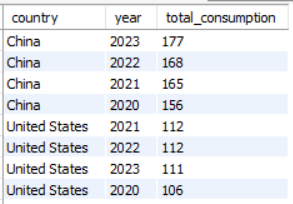 country year total_consumption
China 2023 177
China 2022 168
China 2021 165
China 2020 156
United States 2021 112
United States 2022 112
United States 2023 111
United States 2020 106